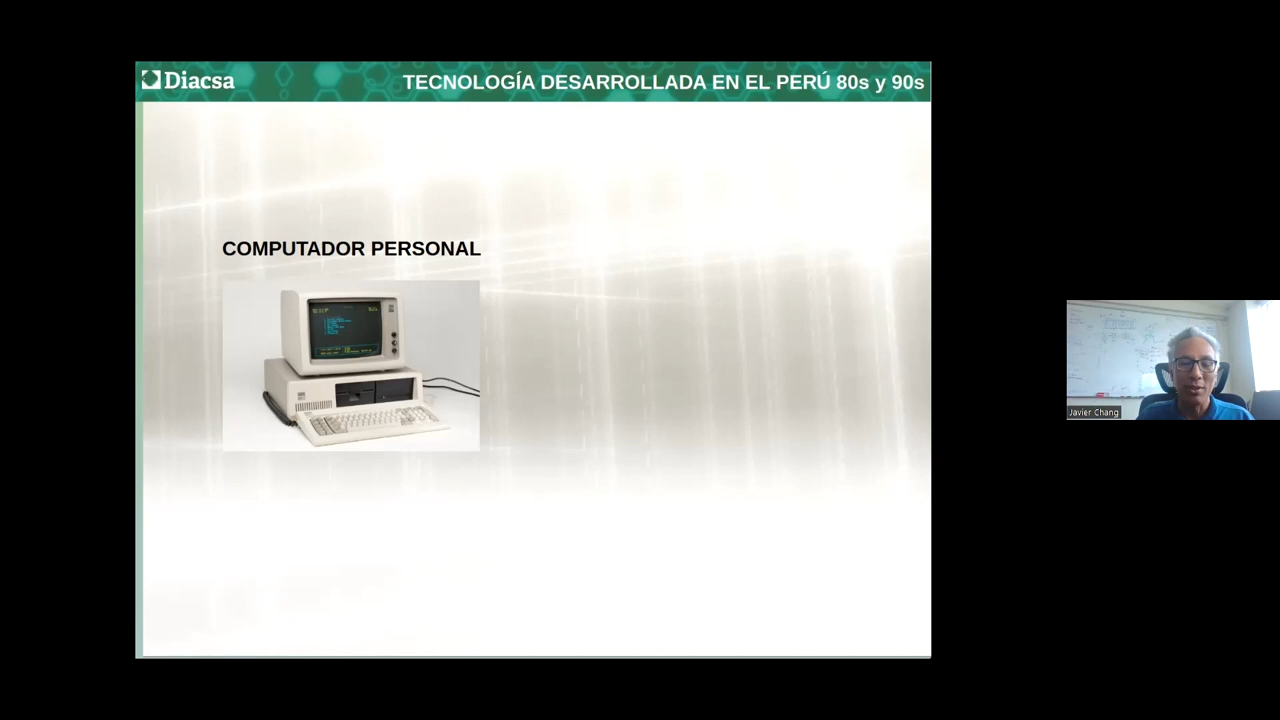 Diacsa
TECNOLOGÍA DESARROLLADA EN EL PERÚ 80s y 90s
COMPUTADOR PERSONAL
Javier Chang